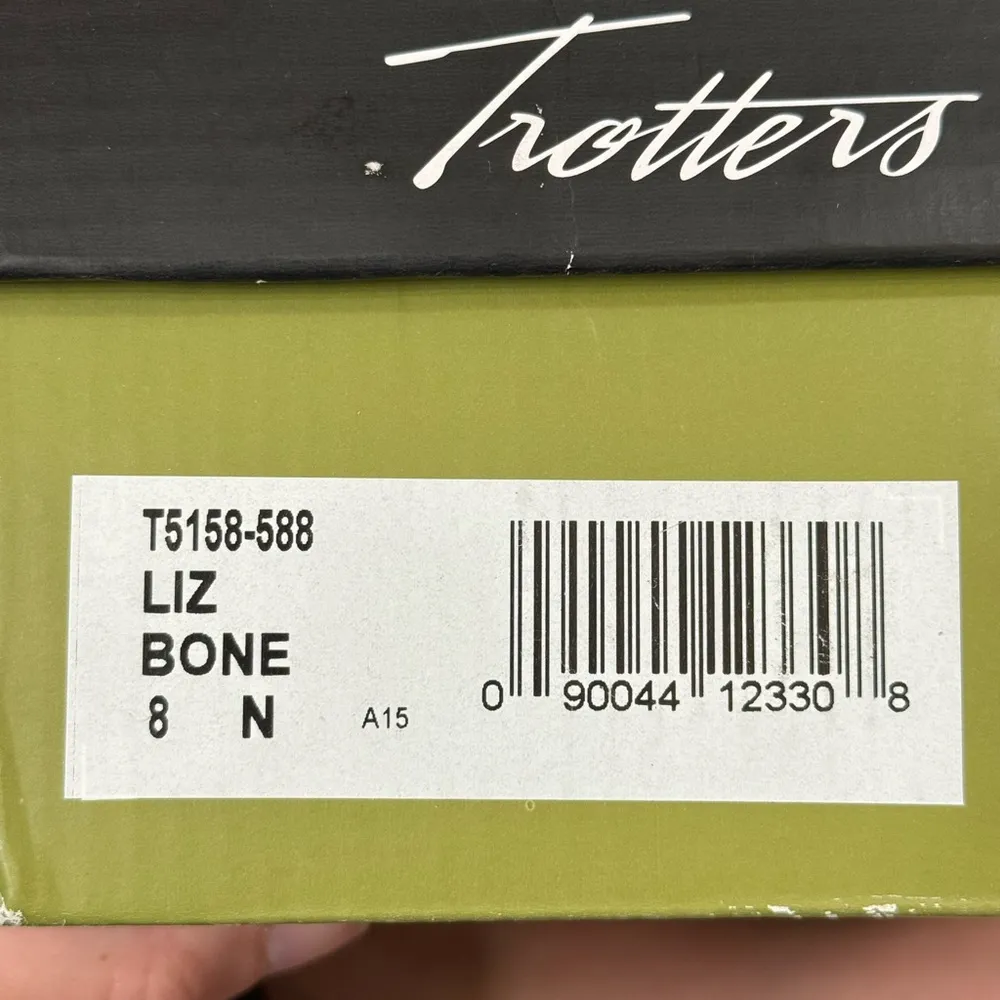 Trotters
T5158-588
LIZ
BONE
8 N A15
0 90044 12330 8